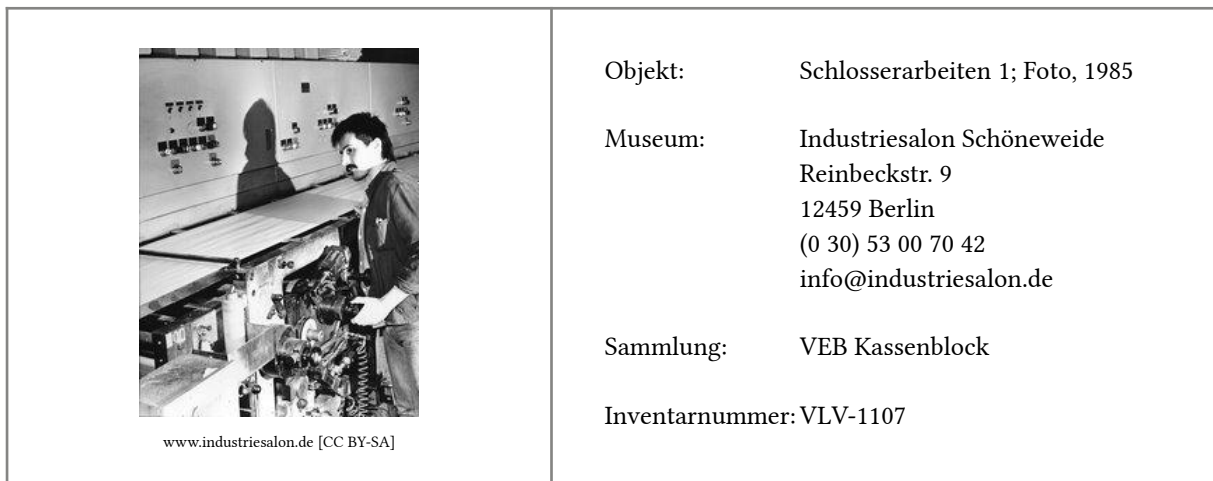 www.industriesalon.de [CC BY-SA]
Objekt: Schlosserarbeiten 1; Foto, 1985
Museum: Industriesalon Schöneweide
Reinbeckstr. 9
12459 Berlin
(0 30) 53 00 70 42
info@industriesalon.de
Sammlung: VEB Kassenblock
Inventarnummer: VLV-1107